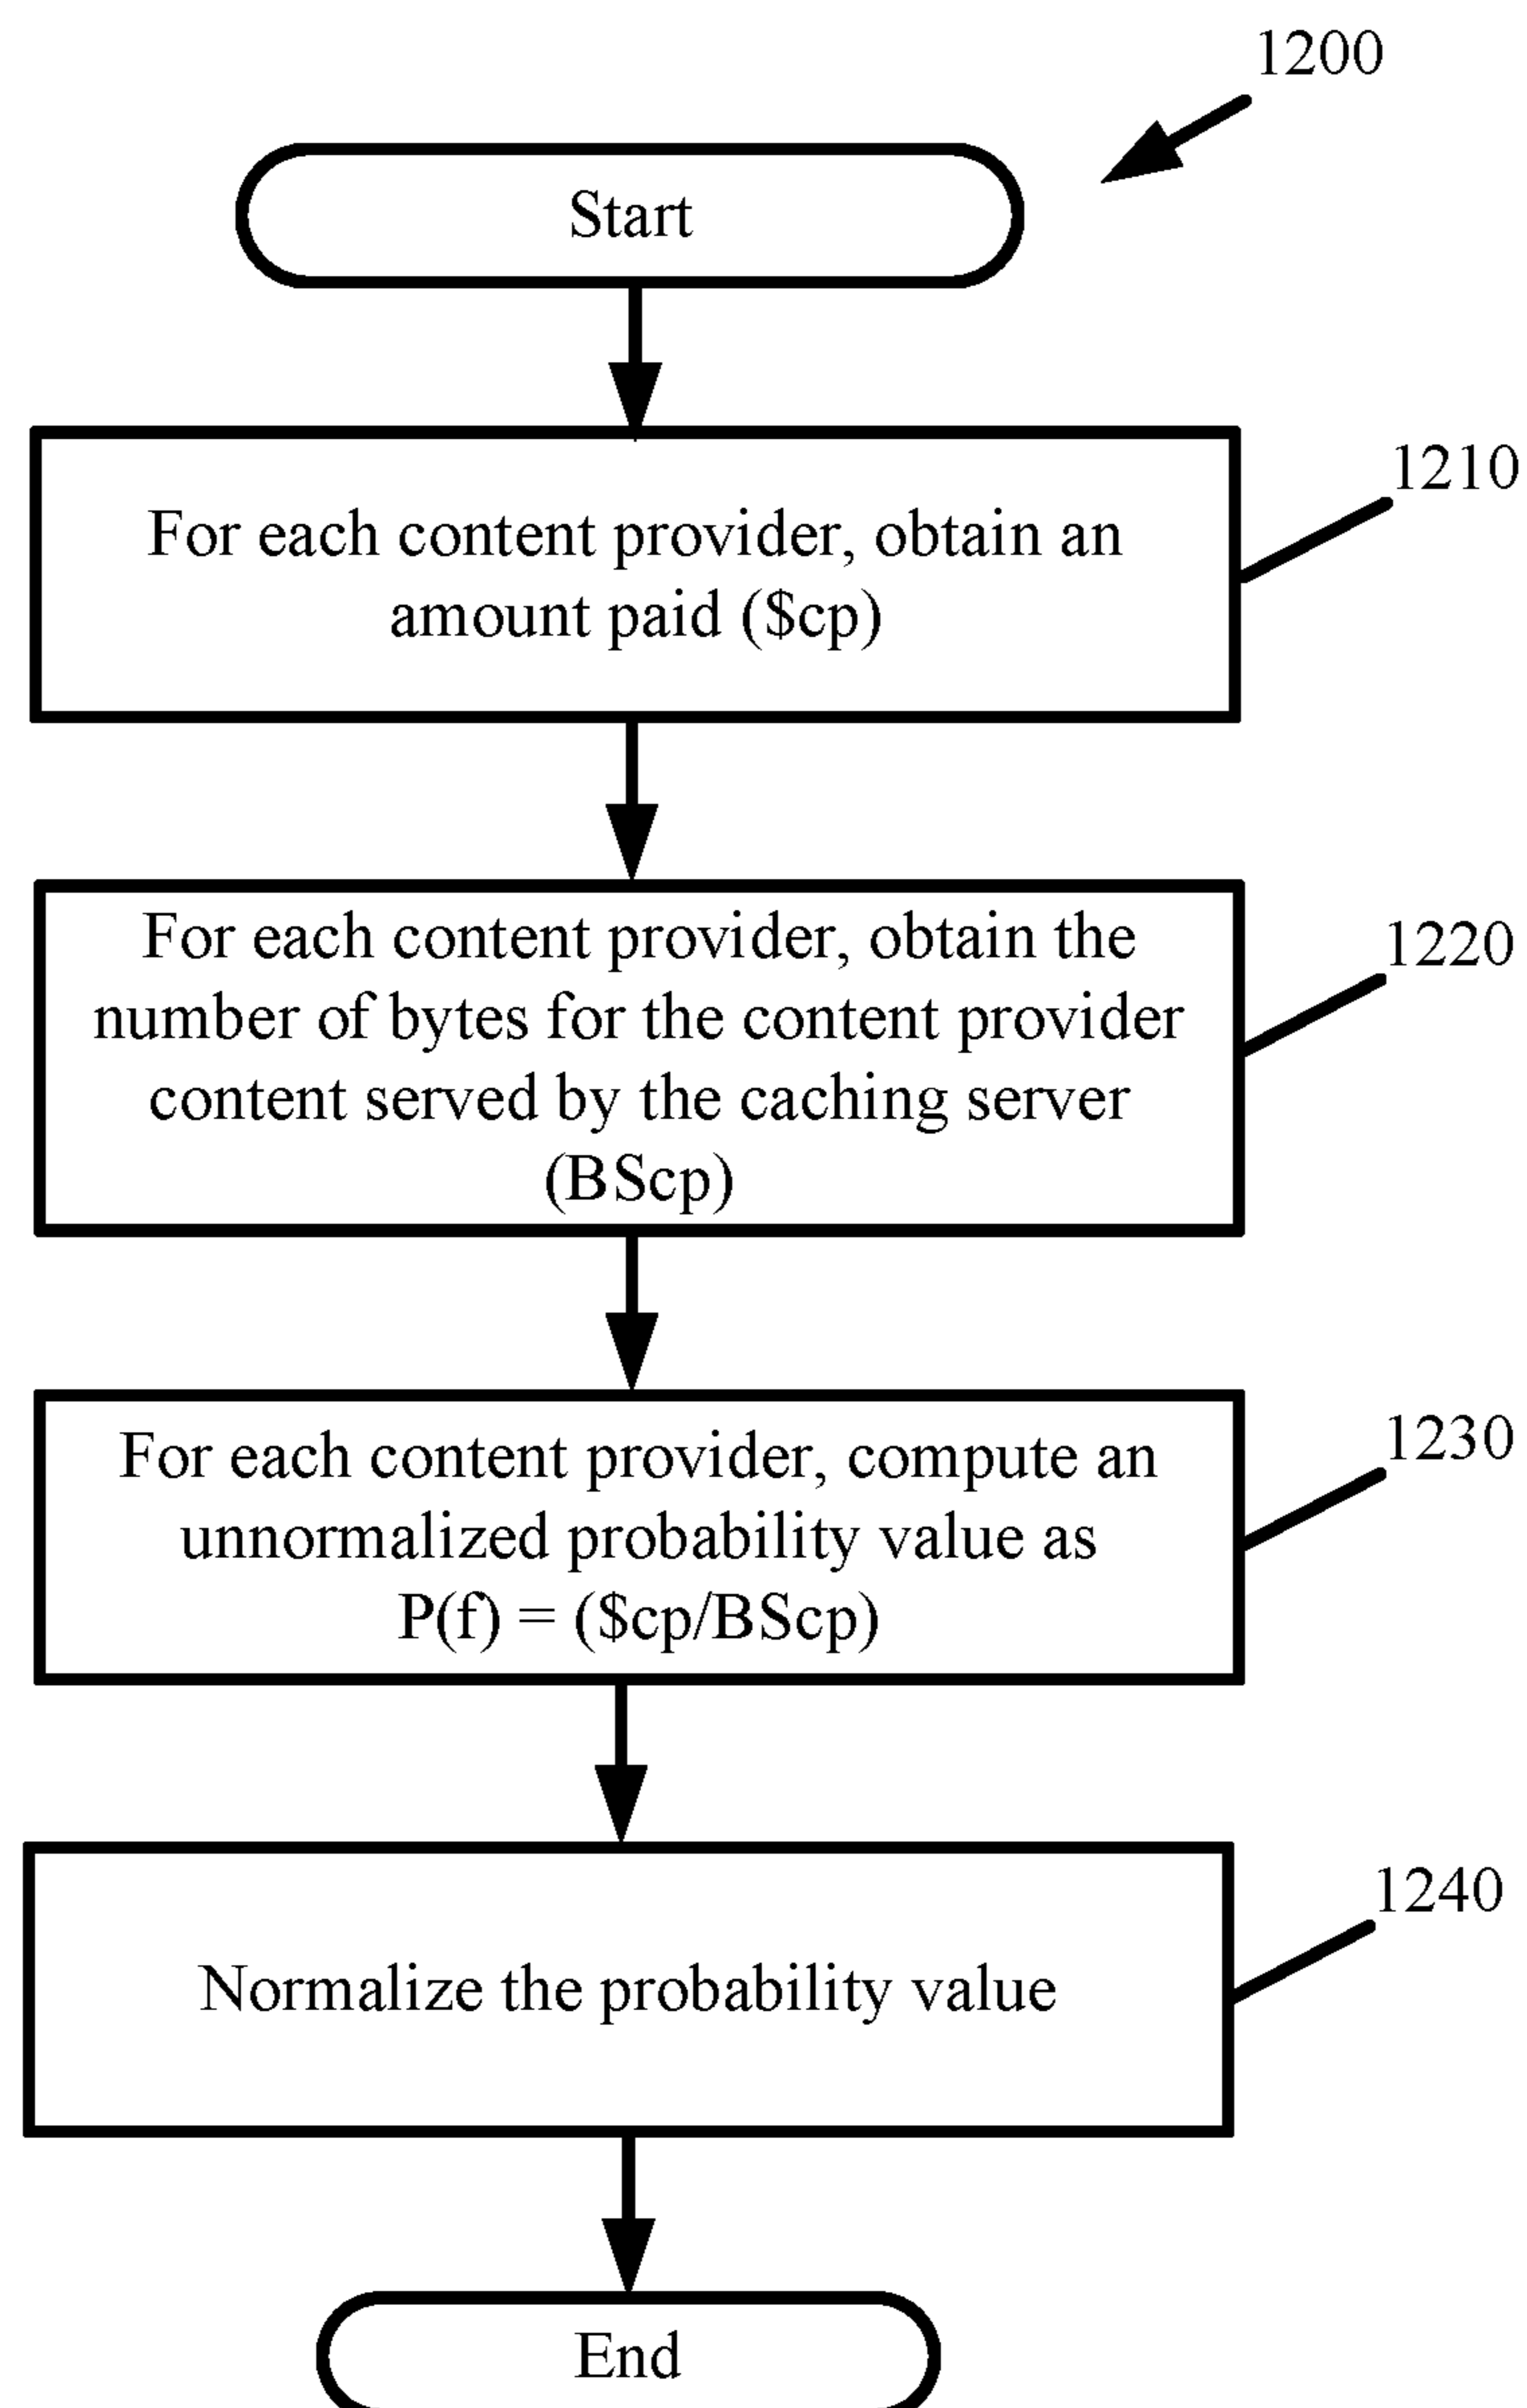 1200
Start
For each content provider, obtain an
amount paid ($cp)
1210
For each content provider, obtain the
number of bytes for the content provider
content served by the caching server
(BScp)
1220
For each content provider, compute an
unnormalized probability value as
P(f) = ($cp/BScp)
1230
Normalize the probability value
1240
End